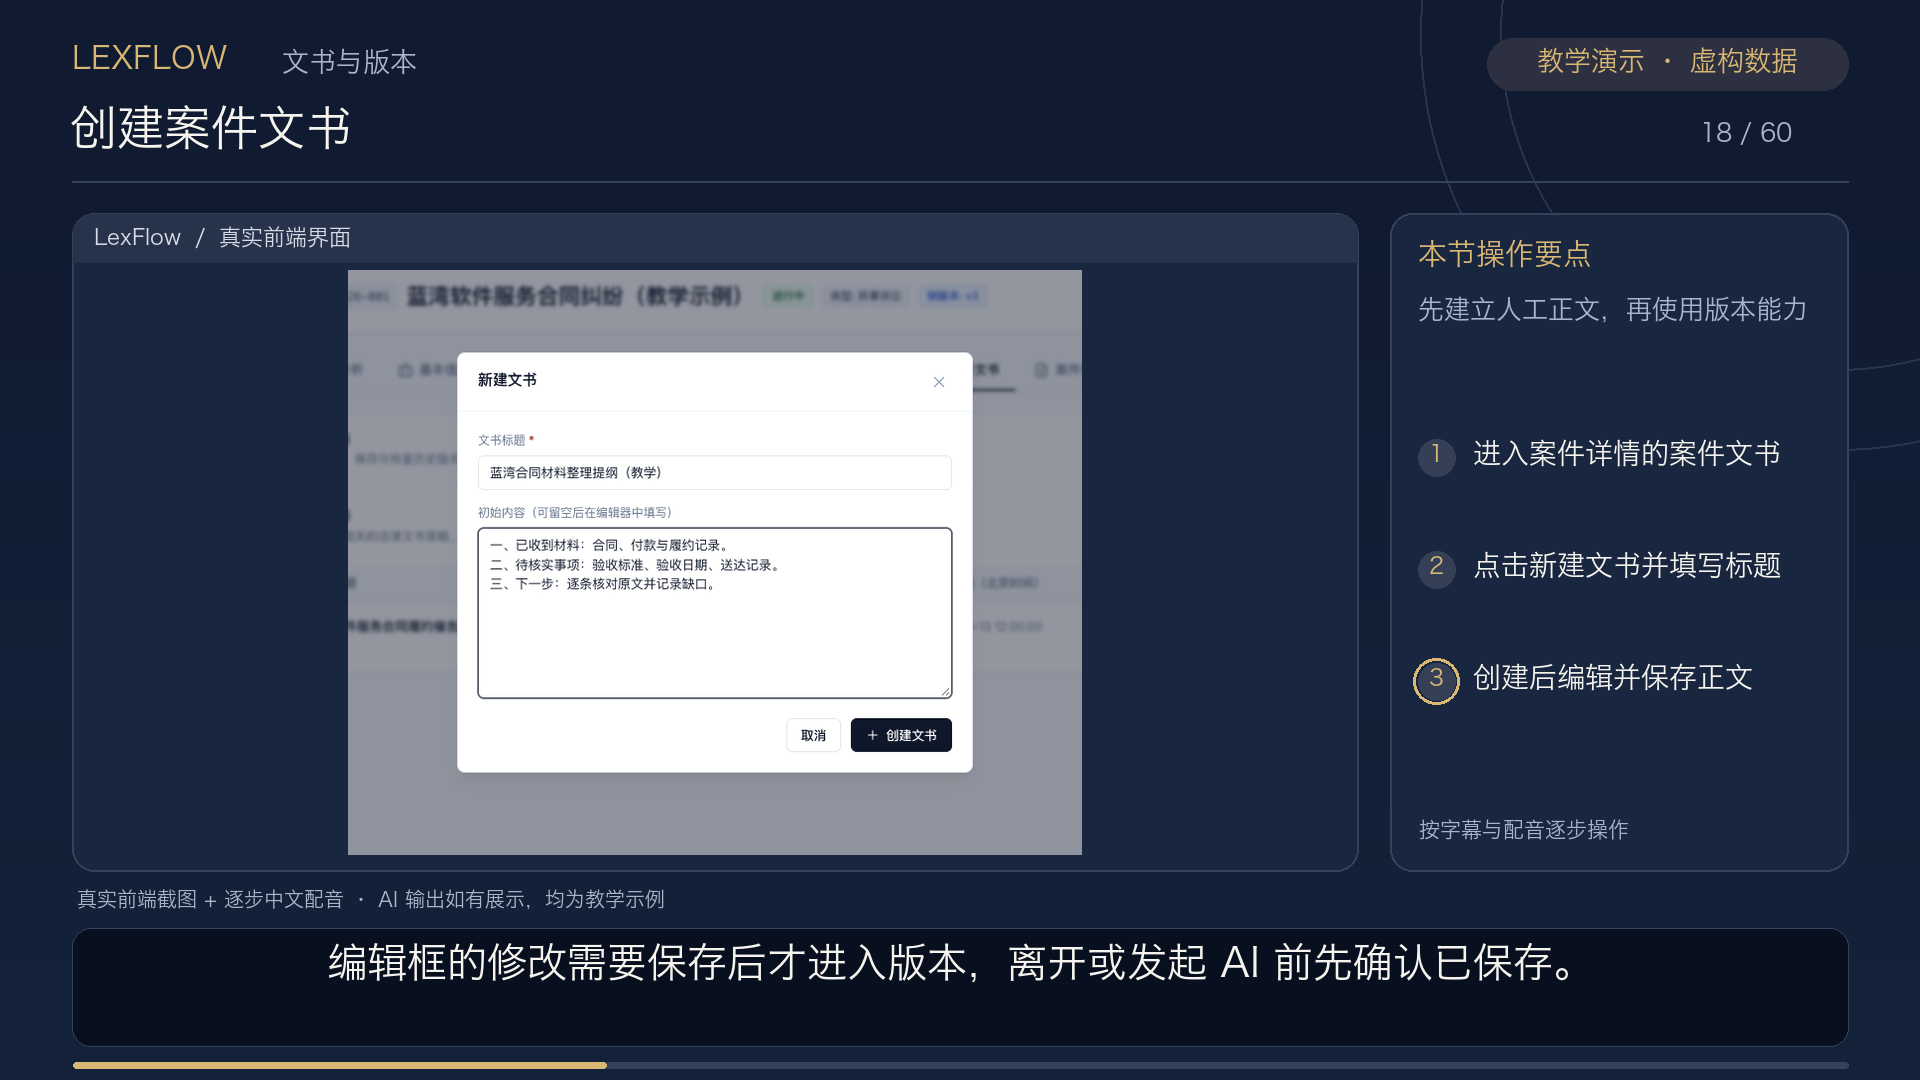 LEXFLOW 文书与版本
教学演示 · 虚构数据
创建案件文书
18 / 60
LexFlow / 真实前端界面
蓝湾软件服务合同纠纷（教学示例）
进行中
新建文书
文书标题 *
蓝湾合同材料整理提纲（教学）
初始内容（可留空后在编辑器中填写）
一、已收到材料：合同、付款与履约记录。
二、待核实事项：验收标准、验收日期、送达记录。
三、下一步：逐条核对原文并记录缺口。
取消
+ 创建文书
本节操作要点
先建立人工正文，再使用版本能力
1 进入案件详情的案件文书
2 点击新建文书并填写标题
3 创建后编辑并保存正文
按字幕与配音逐步操作
真实前端截图 + 逐步中文配音 · AI 输出如有展示，均为教学示例
编辑框的修改需要保存后才进入版本，离开或发起 AI 前先确认已保存。